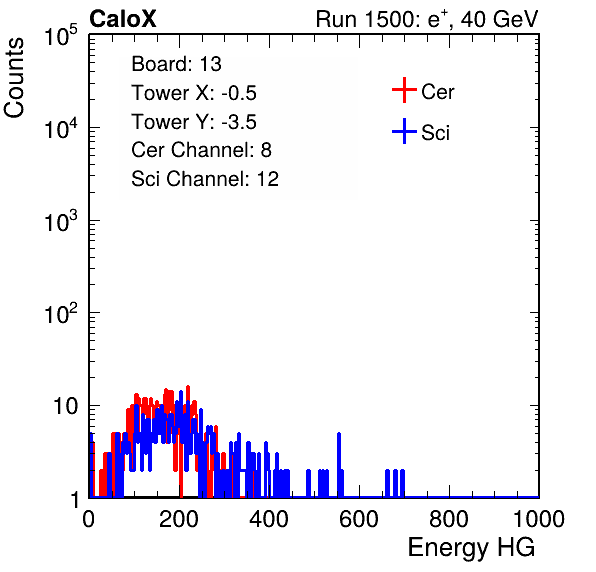 CaloX Run 1500: e⁺, 40 GeV
Counts
10⁵
10⁴
10³
10²
10
1
Board: 13
Tower X: -0.5
Tower Y: -3.5
Cer Channel: 8
Sci Channel: 12
Cer
Sci
0 200 400 600 800 1000
Energy HG